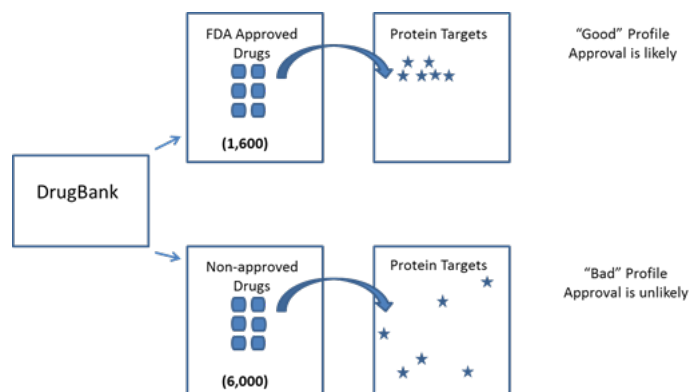 FDA Approved
Drugs
(1,600)
Protein Targets
"Good" Profile
Approval is likely
DrugBank
Non-approved
Drugs
(6,000)
Protein Targets
"Bad" Profile
Approval is unlikely